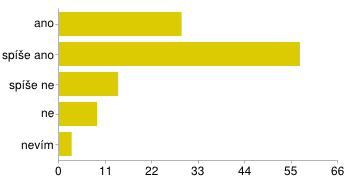 ano
spíše ano
spíše ne
ne
nevím
0 11 22 33 44 55 66